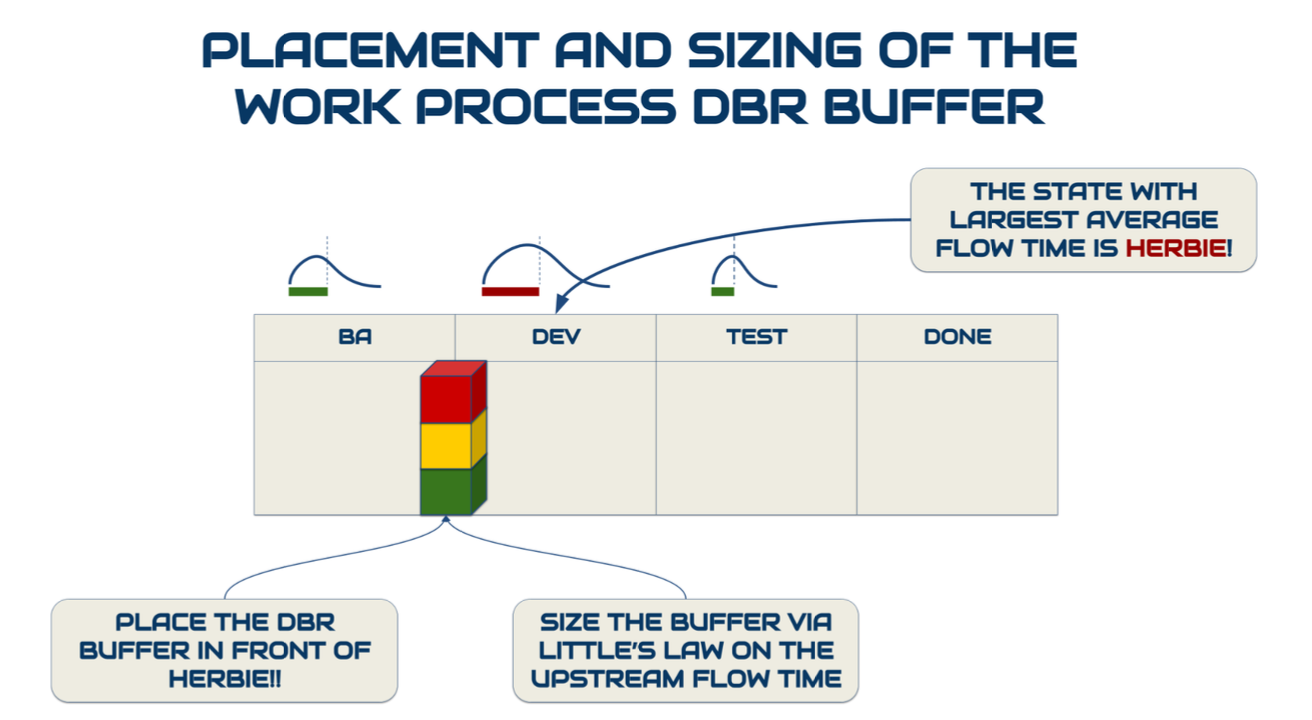 PLACEMENT AND SIZING OF THE
WORK PROCESS DBR BUFFER
THE STATE WITH
LARGEST AVERAGE
FLOW TIME IS HERBIE!
BA
DEV
TEST
DONE
PLACE THE DBR
BUFFER IN FRONT OF
HERBIE!!
SIZE THE BUFFER VIA
LITTLE'S LAW ON THE
UPSTREAM FLOW TIME